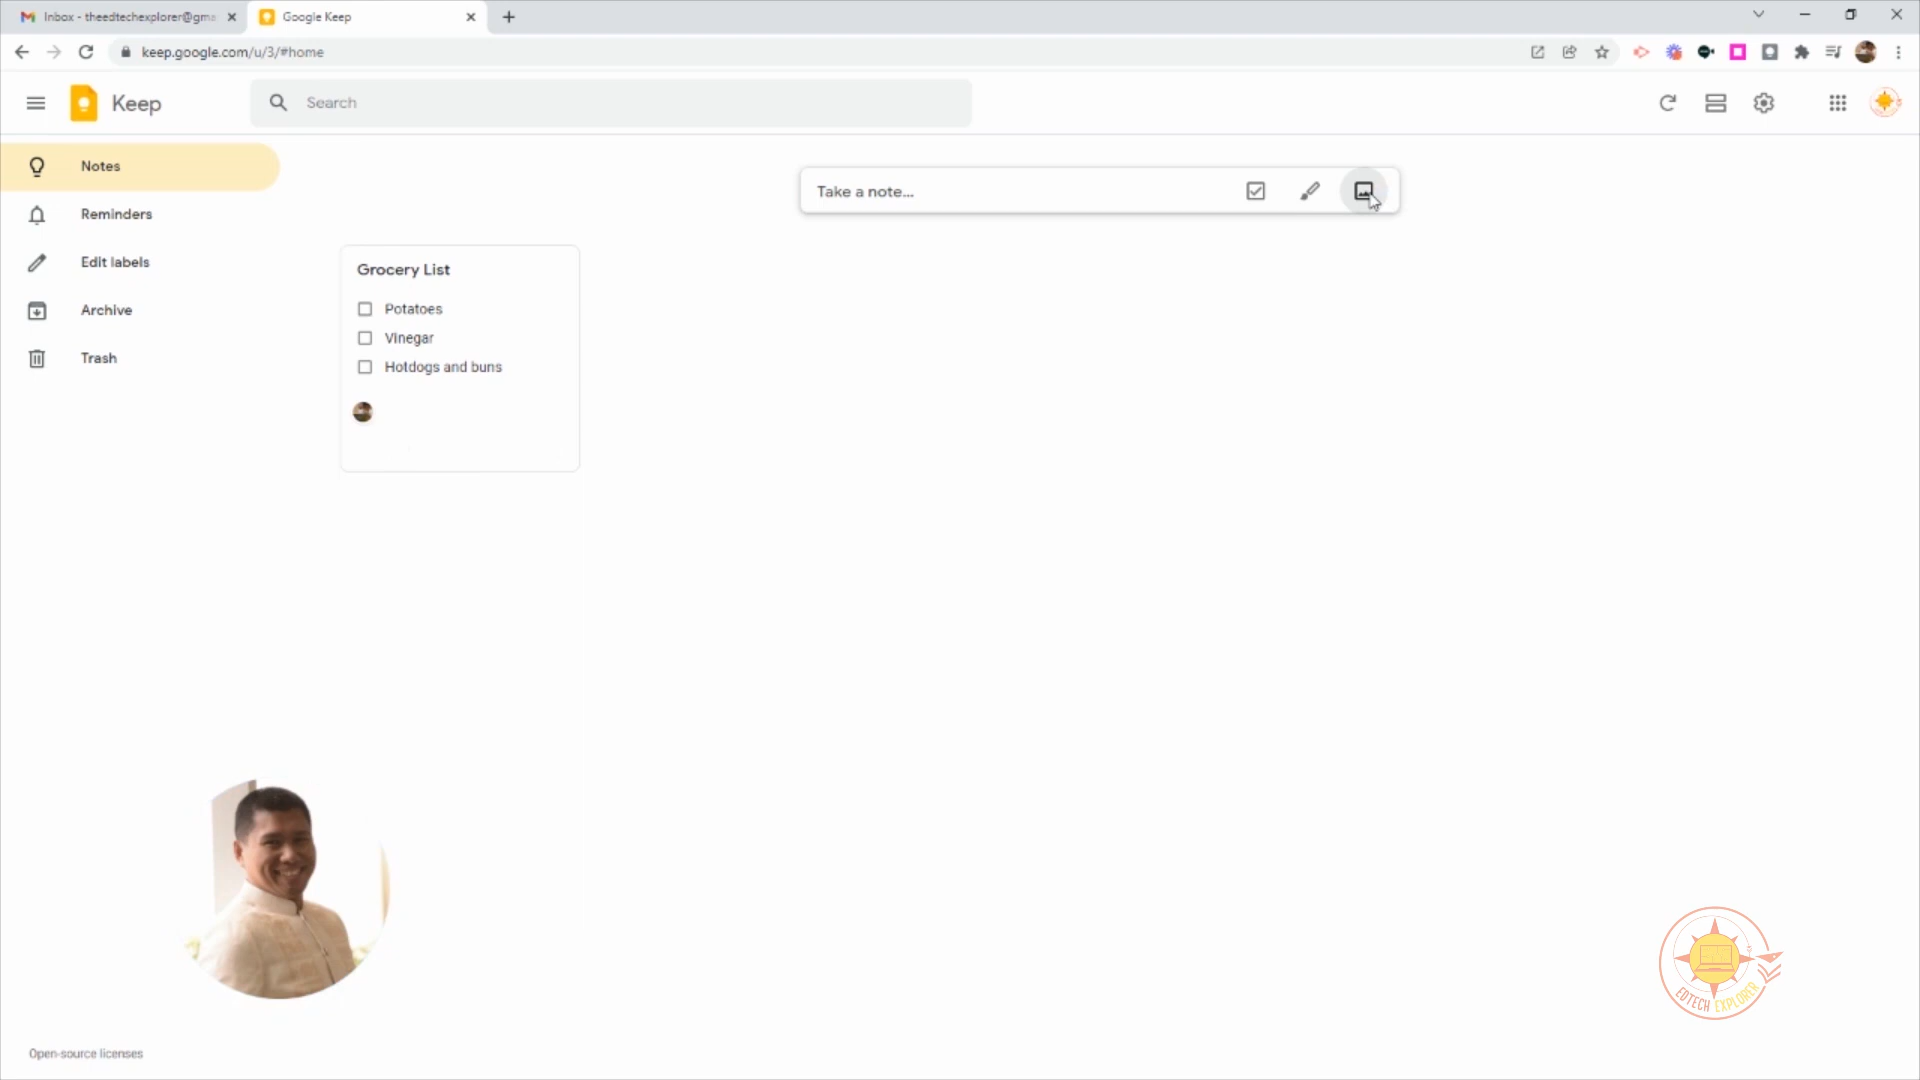 Inbox - theedtechexplorer@gma
Google Keep
keep.google.com/u/3/#home
Keep
Search
Notes
Reminders
Edit labels
Archive
Trash
Take a note...
Grocery List
Potatoes
Vinegar
Hotdogs and buns
EDTECH EXPLORER
Open-source licenses